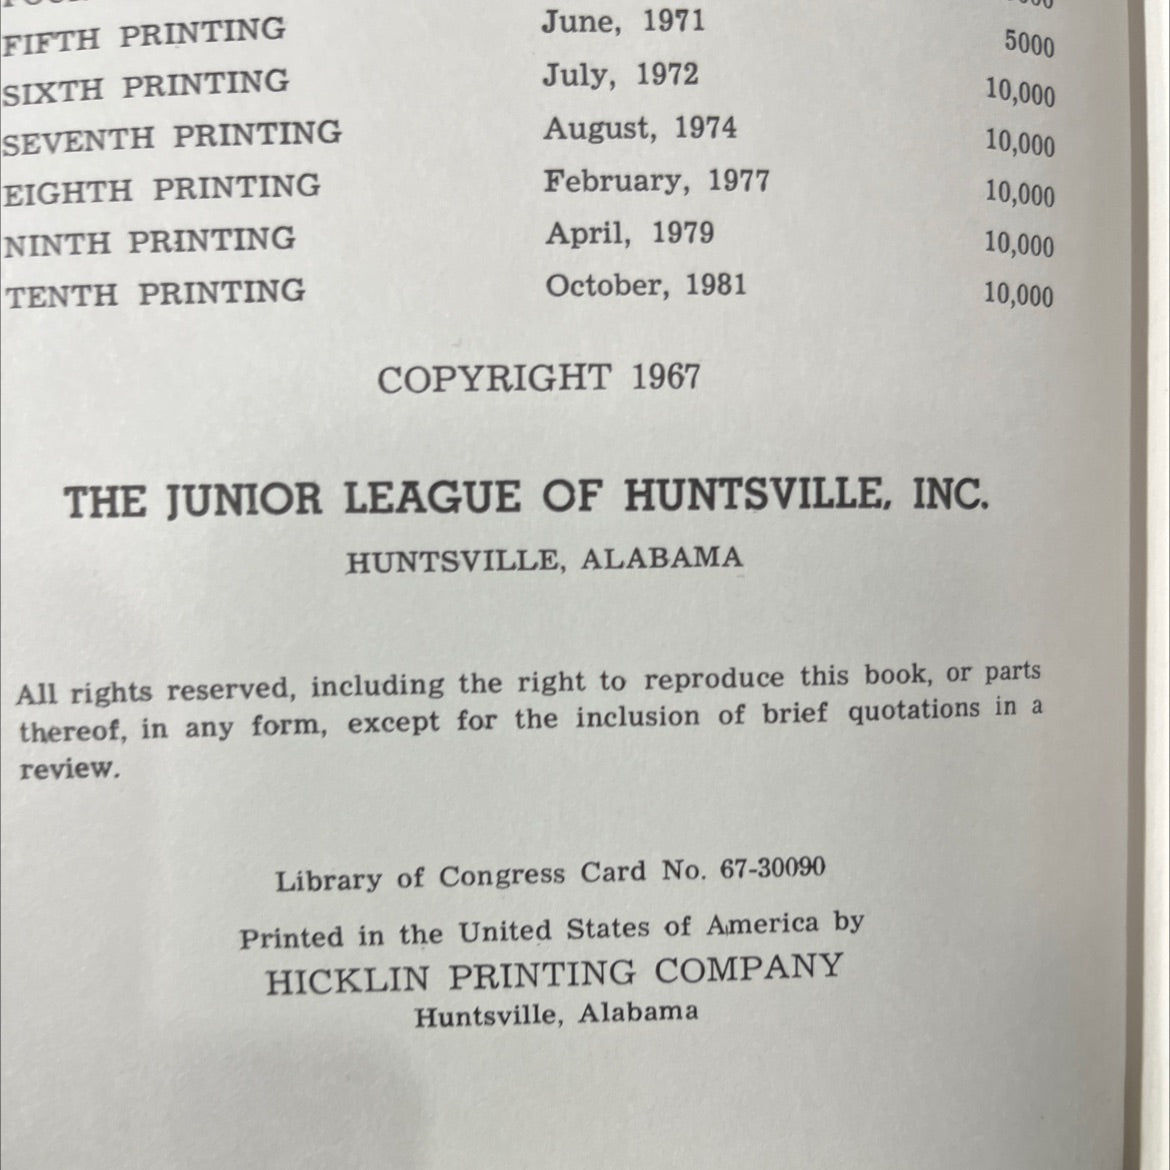 FIFTH PRINTING June, 1971 5000
SIXTH PRINTING July, 1972 10,000
SEVENTH PRINTING August, 1974 10,000
EIGHTH PRINTING February, 1977 10,000
NINTH PRINTING April, 1979 10,000
TENTH PRINTING October, 1981 10,000
COPYRIGHT 1967
THE JUNIOR LEAGUE OF HUNTSVILLE, INC.
HUNTSVILLE, ALABAMA
All rights reserved, including the right to reproduce this book, or parts
thereof, in any form, except for the inclusion of brief quotations in a
review.
Library of Congress Card No. 67-30090
Printed in the United States of America by
HICKLIN PRINTING COMPANY
Huntsville, Alabama